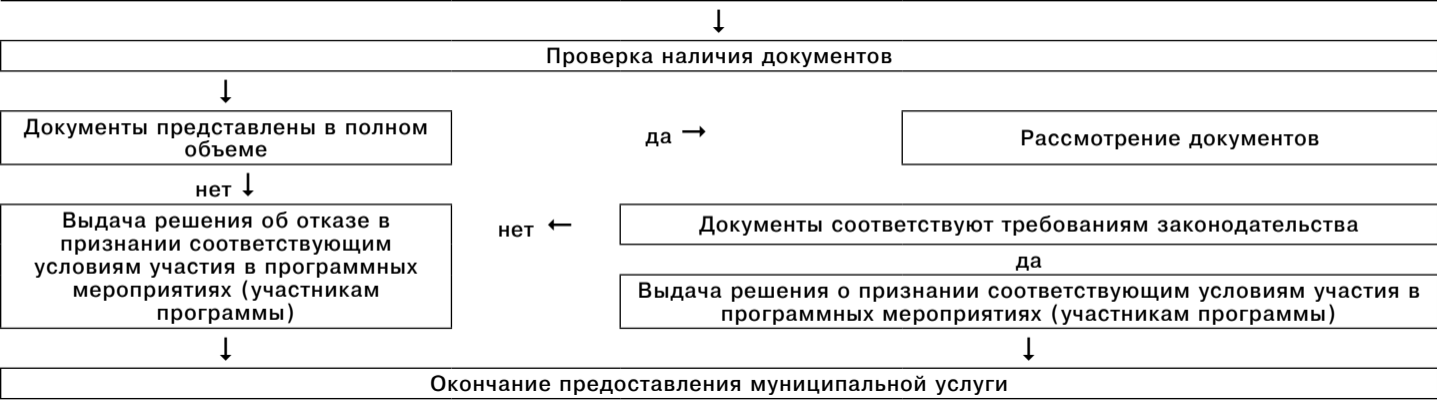 Проверка наличия документов
Документы представлены в полном
объеме
да →
Рассмотрение документов
нет
Выдача решения об отказе в
признании соответствующим
условиям участия в программных
мероприятиях (участникам
программы)
нет ←
Документы соответствуют требованиям законодательства
да
Выдача решения о признании соответствующим условиям участия в
программных мероприятиях (участникам программы)
Окончание предоставления муниципальной услуги